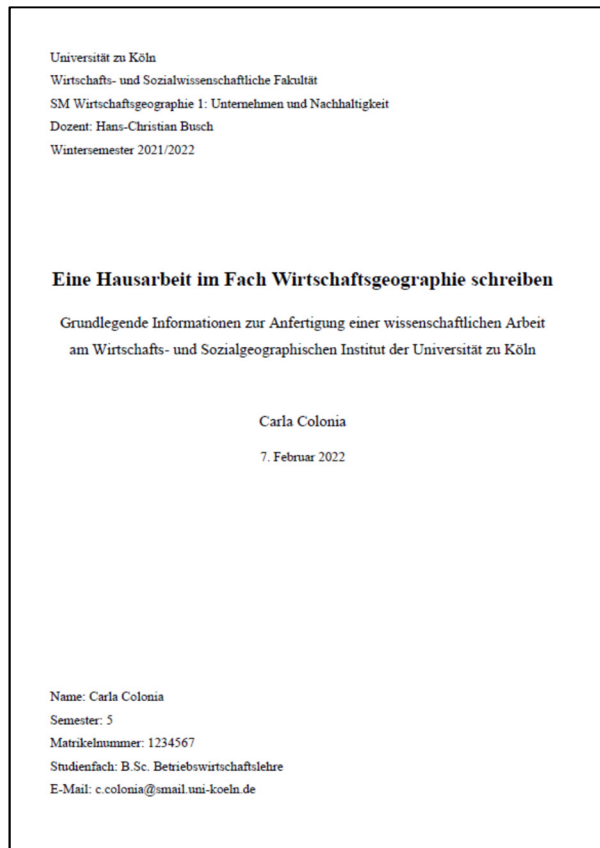 Universität zu Köln
Wirtschafts- und Sozialwissenschaftliche Fakultät
SM Wirtschaftsgeographie 1: Unternehmen und Nachhaltigkeit
Dozent: Hans-Christian Busch
Wintersemester 2021/2022
Eine Hausarbeit im Fach Wirtschaftsgeographie schreiben
Grundlegende Informationen zur Anfertigung einer wissenschaftlichen Arbeit
am Wirtschafts- und Sozialgeographischen Institut der Universität zu Köln
Carla Colonia
7. Februar 2022
Name: Carla Colonia
Semester: 5
Matrikelnummer: 1234567
Studienfach: B.Sc. Betriebswirtschaftslehre
E-Mail: c.colonia@smail.uni-koeln.de